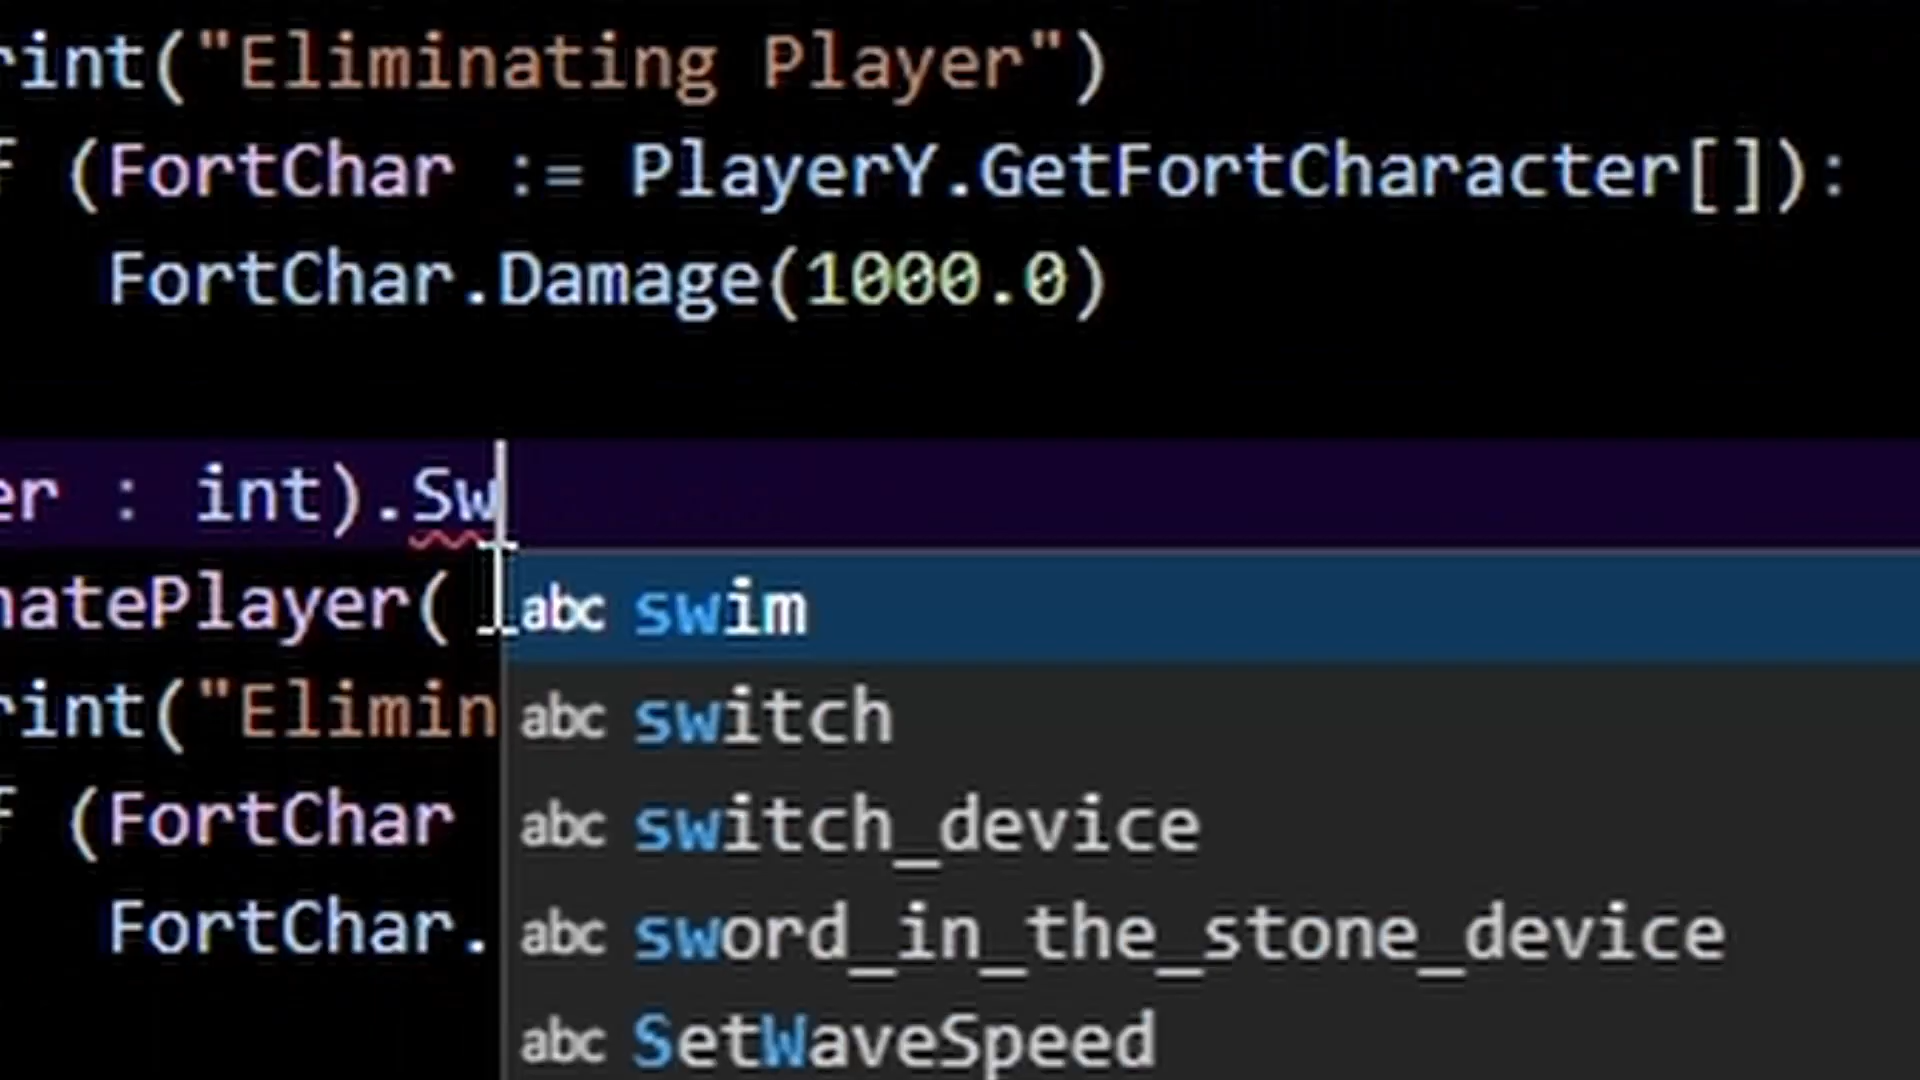 rint("Eliminating Player")
f (FortChar := PlayerY.GetFortCharacter[]):
FortChar.Damage(1000.0)
er : int).Sw
natePlayer(
rint("Elimin
f (FortChar
FortChar.
abc swim
abc switch
abc switch_device
abc sword_in_the_stone_device
abc SetWaveSpeed